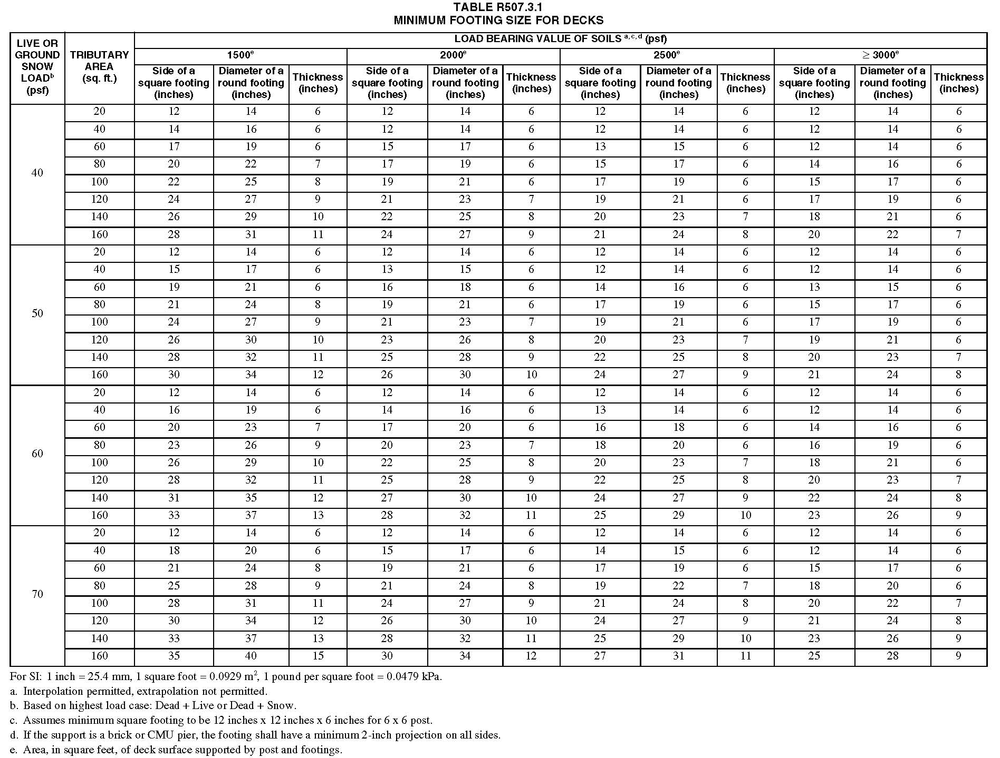 TABLE R507.3.1
MINIMUM FOOTING SIZE FOR DECKS
LIVE OR GROUND SNOW LOADᵇ (psf) TRIBUTARY AREA (sq. ft.) LOAD BEARING VALUE OF SOILS ᵃ,ᶜ,ᵈ (psf)
1500ᵉ 2000ᵉ 2500ᵉ ≥ 3000ᵉ
Side of a square footing (inches) Diameter of a round footing (inches) Thickness (inches) Side of a square footing (inches) Diameter of a round footing (inches) Thickness (inches) Side of a square footing (inches) Diameter of a round footing (inches) Thickness (inches) Side of a square footing (inches) Diameter of a round footing (inches) Thickness (inches)
40
20 12 14 6 12 14 6 12 14 6 12 14 6
40 14 16 6 12 14 6 12 14 6 12 14 6
60 17 19 6 15 17 6 13 15 6 12 14 6
80 20 22 7 17 19 6 15 17 6 14 16 6
100 22 25 8 19 21 6 17 19 6 15 17 6
120 24 27 9 21 23 7 19 21 6 17 19 6
140 26 29 10 22 25 8 20 23 7 18 21 6
160 28 31 11 24 27 9 21 24 8 20 22 7
50
20 12 14 6 12 14 6 12 14 6 12 14 6
40 15 17 6 13 15 6 12 14 6 12 14 6
60 19 21 6 16 18 6 14 16 6 13 15 6
80 21 24 8 19 21 6 17 19 6 15 17 6
100 24 27 9 21 23 7 19 21 6 17 19 6
120 26 30 10 23 26 8 20 23 7 19 21 6
140 28 32 11 25 28 9 22 25 8 20 23 7
160 30 34 12 26 30 10 24 27 9 21 24 8
60
20 12 14 6 12 14 6 12 14 6 12 14 6
40 16 19 6 14 16 6 13 14 6 12 14 6
60 20 23 7 17 20 6 16 18 6 14 16 6
80 23 26 9 20 23 7 18 20 6 16 19 6
100 26 29 10 22 25 8 20 23 7 18 21 6
120 28 32 11 25 28 9 22 25 8 20 23 7
140 31 35 12 27 30 10 24 27 9 22 24 8
160 33 37 13 28 32 11 25 29 10 23 26 9
70
20 12 14 6 12 14 6 12 14 6 12 14 6
40 18 20 6 15 17 6 14 15 6 12 14 6
60 21 24 8 19 21 6 17 19 6 15 17 6
80 25 28 9 21 24 8 19 22 7 18 20 6
100 28 31 11 24 27 9 21 24 8 20 22 7
120 30 34 12 26 30 10 24 27 9 21 24 8
140 33 37 13 28 32 11 25 29 10 23 26 9
160 35 40 15 30 34 12 27 31 11 25 28 9
For SI: 1 inch = 25.4 mm, 1 square foot = 0.0929 m², 1 pound per square foot = 0.0479 kPa.
a. Interpolation permitted, extrapolation not permitted.
b. Based on highest load case: Dead + Live or Dead + Snow.
c. Assumes minimum square footing to be 12 inches x 12 inches x 6 inches for 6 x 6 post.
d. If the support is a brick or CMU pier, the footing shall have a minimum 2-inch projection on all sides.
e. Area, in square feet, of deck surface supported by post and footings.